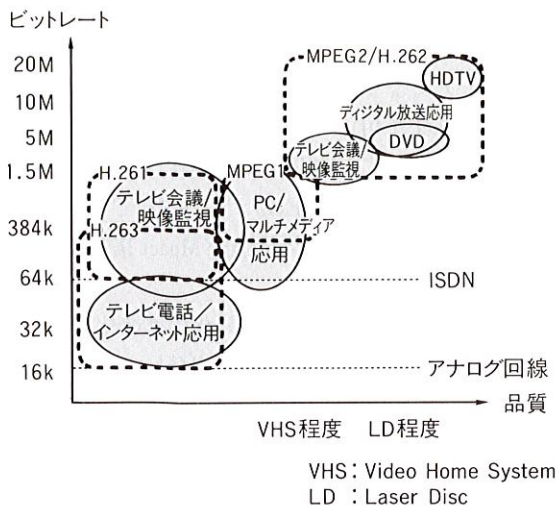 ビットレート
20M
10M
5M
1.5M
384k
64k
32k
16k
MPEG2/H.262
HDTV
ディジタル放送応用
DVD
テレビ会議/
映像監視
H.261
テレビ会議/
映像監視
H.263
MPEG1
PC/
マルチメディア
応用
ISDN
テレビ電話/
インターネット応用
アナログ回線
品質
VHS程度 LD程度
VHS:Video Home System
LD :Laser Disc